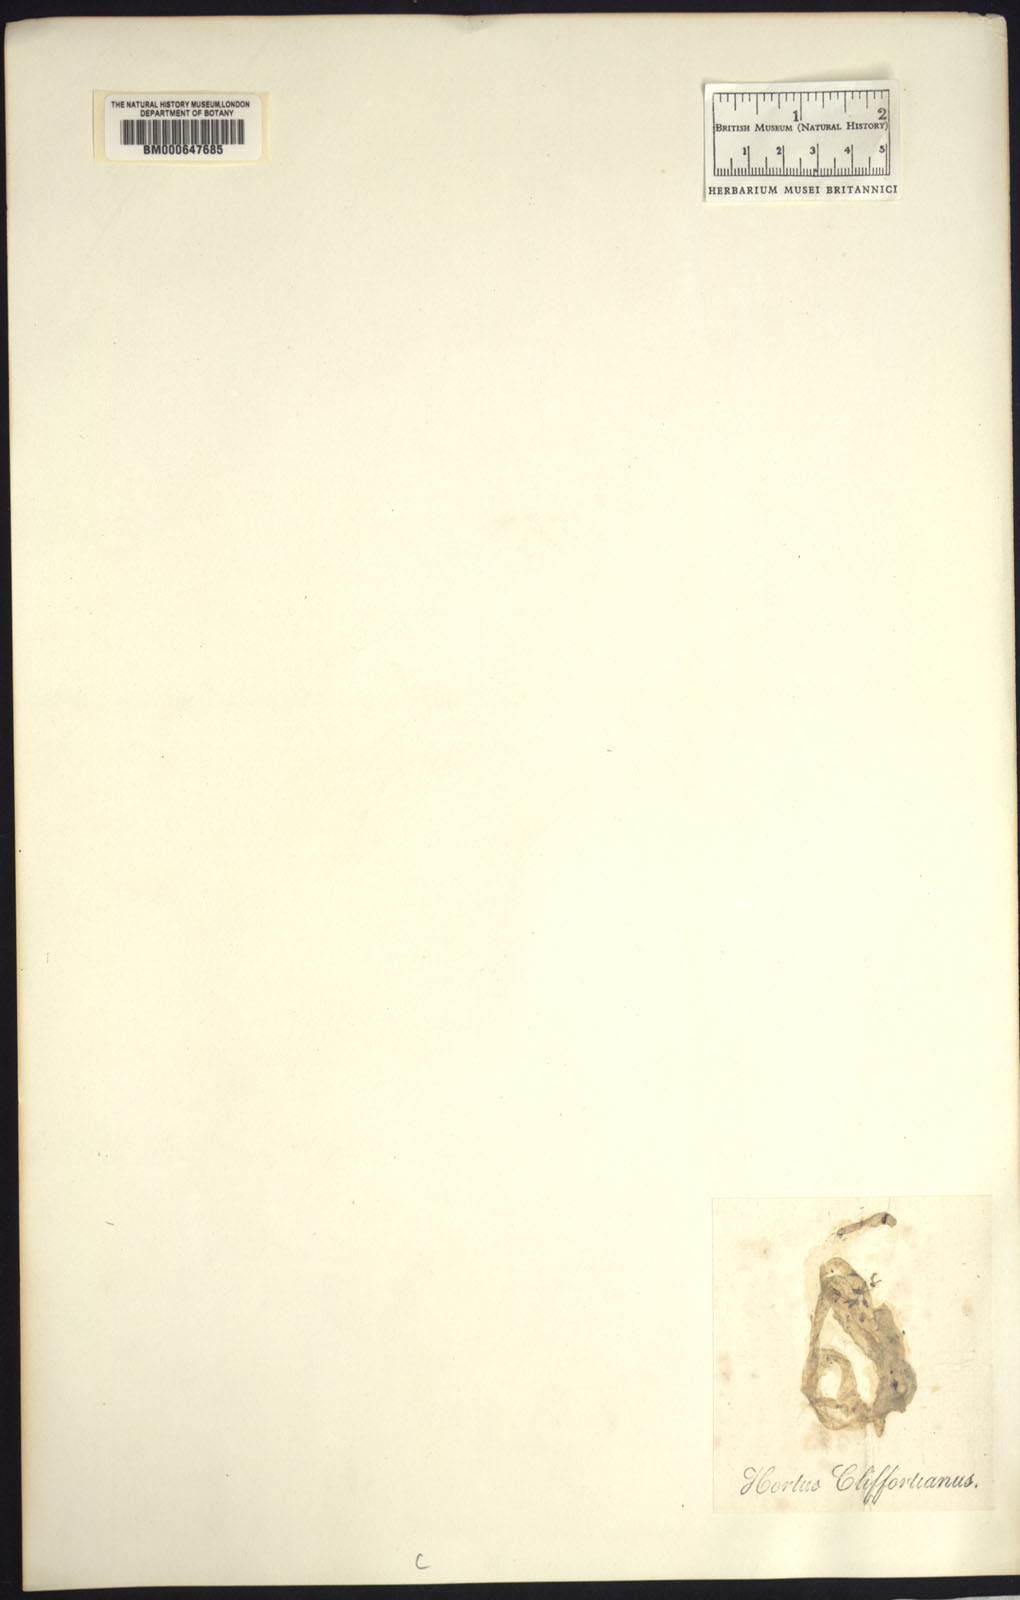 THE NATURAL HISTORY MUSEUM, LONDON
DEPARTMENT OF BOTANY
BM000647685
1 2
BRITISH MUSEUM (NATURAL HISTORY)
1 2 3 4 5
HERBARIUM MUSEI BRITANNICI
Hortus Cliffortianus.
C